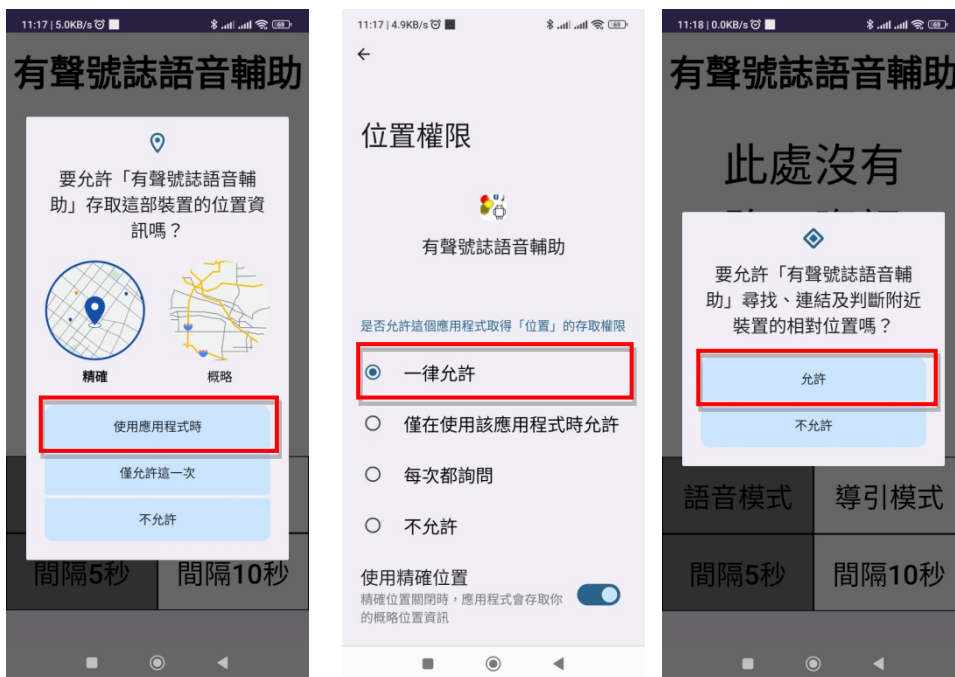 11:17 | 5.0KB/s
69
有聲號誌語音輔助
要允許「有聲號誌語音輔
助」存取這部裝置的位置資
訊嗎？
精確
概略
使用應用程式時
僅允許這一次
不允許
間隔5秒
間隔10秒
11:17 | 4.9KB/s
69
位置權限
有聲號誌語音輔助
是否允許這個應用程式取得「位置」的存取權限
一律允許
僅在使用該應用程式時允許
每次都詢問
不允許
使用精確位置
精確位置關閉時，應用程式會存取你
的概略位置資訊
11:18 | 0.0KB/s
69
有聲號誌語音輔助
此處沒有
要允許「有聲號誌語音輔
助」尋找、連結及判斷附近
裝置的相對位置嗎？
允許
不允許
語音模式
導引模式
間隔5秒
間隔10秒